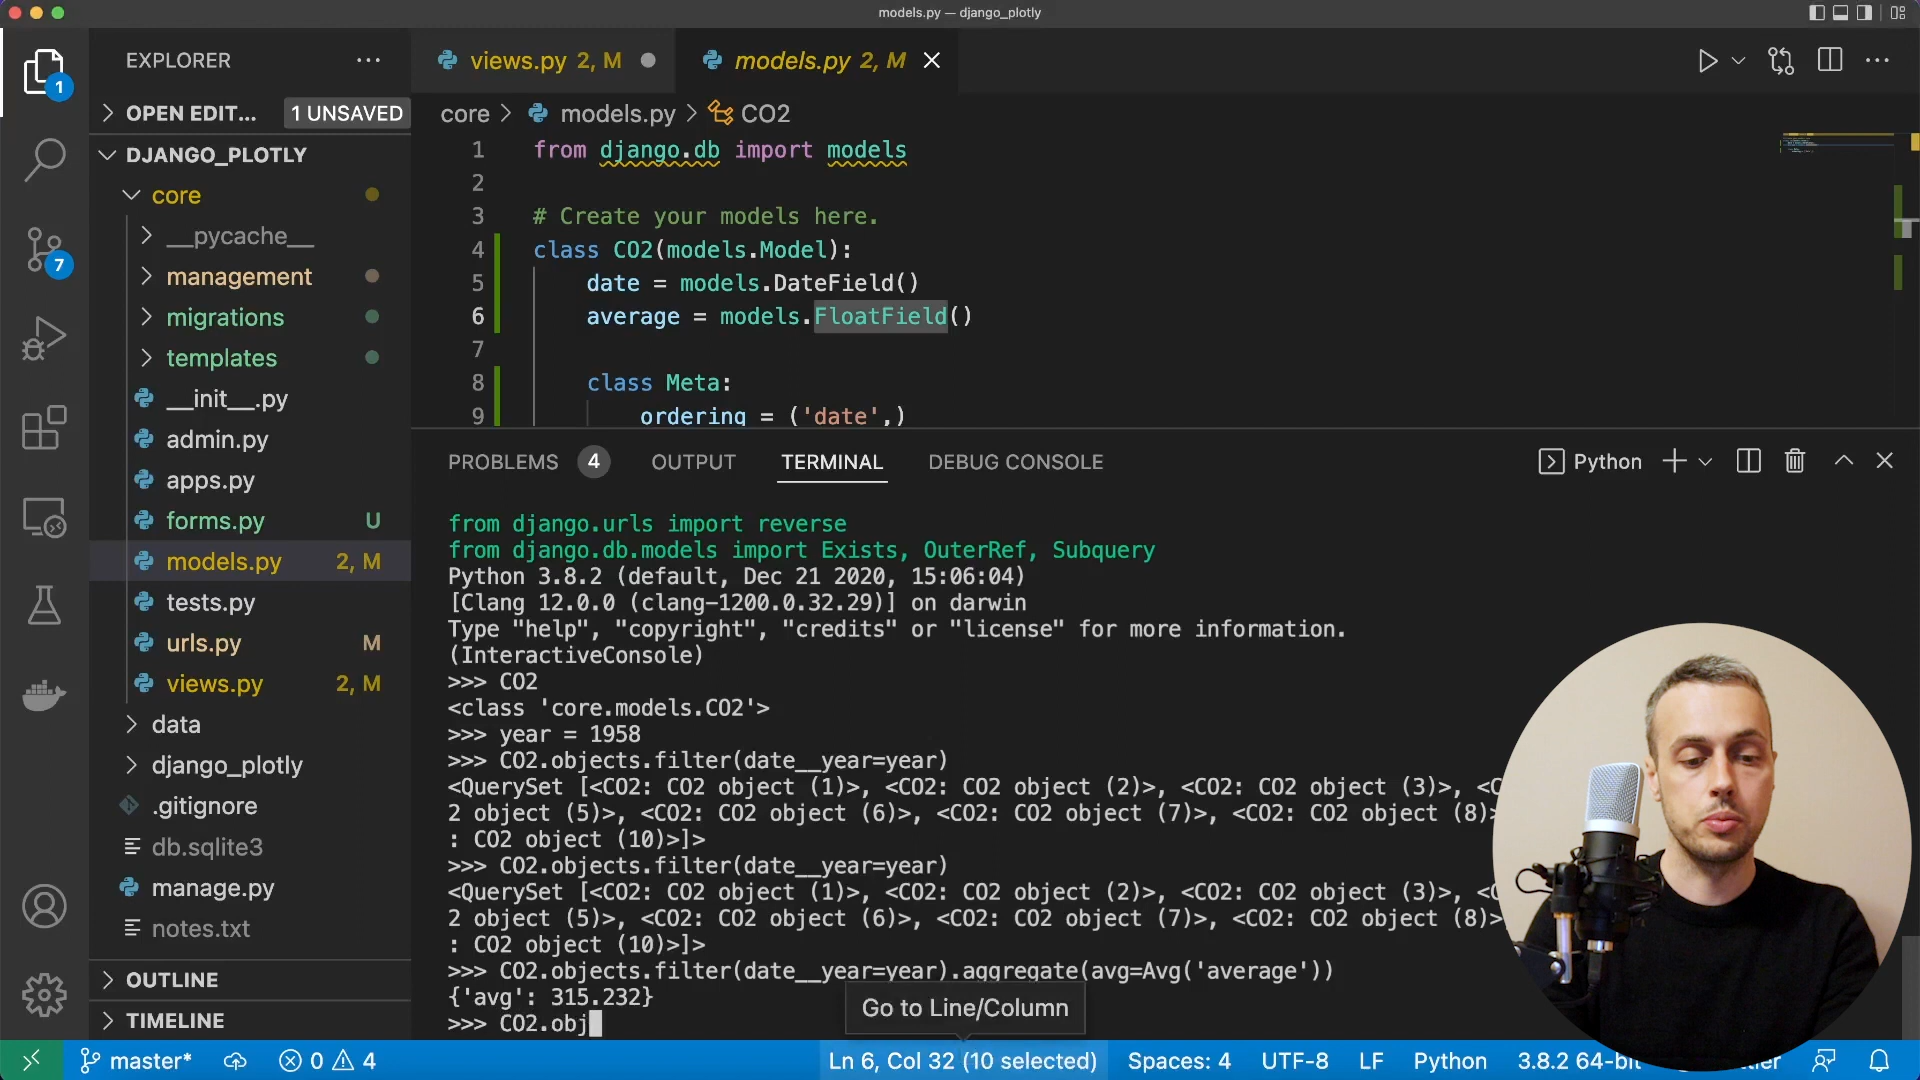 models.py — django_plotly
EXPLORER
views.py 2, M
models.py 2, M
OPEN EDIT...
1 UNSAVED
core > models.py > CO2
DJANGO_PLOTLY
core
__pycache__
management
migrations
templates
__init__.py
admin.py
apps.py
forms.py U
models.py 2, M
tests.py
urls.py M
views.py 2, M
data
django_plotly
.gitignore
db.sqlite3
manage.py
notes.txt
OUTLINE
TIMELINE
1
7
1 from django.db import models
2
3 # Create your models here.
4 class CO2(models.Model):
5 date = models.DateField()
6 average = models.FloatField()
7
8 class Meta:
9 ordering = ('date',)
PROBLEMS 4 OUTPUT TERMINAL DEBUG CONSOLE
Python
from django.urls import reverse
from django.db.models import Exists, OuterRef, Subquery
Python 3.8.2 (default, Dec 21 2020, 15:06:04)
[Clang 12.0.0 (clang-1200.0.32.29)] on darwin
Type "help", "copyright", "credits" or "license" for more information.
(InteractiveConsole)
>>> CO2
<class 'core.models.CO2'>
>>> year = 1958
>>> CO2.objects.filter(date__year=year)
<QuerySet [<CO2: CO2 object (1)>, <CO2: CO2 object (2)>, <CO2: CO2 object (3)>, <C
2 object (5)>, <CO2: CO2 object (6)>, <CO2: CO2 object (7)>, <CO2: CO2 object (8)>
: CO2 object (10)>]>
>>> CO2.objects.filter(date__year=year)
<QuerySet [<CO2: CO2 object (1)>, <CO2: CO2 object (2)>, <CO2: CO2 object (3)>, <C
2 object (5)>, <CO2: CO2 object (6)>, <CO2: CO2 object (7)>, <CO2: CO2 object (8)>
: CO2 object (10)>]>
>>> CO2.objects.filter(date__year=year).aggregate(avg=Avg('average'))
{'avg': 315.232}
>>> CO2.obj
Go to Line/Column
master* 0 4 Ln 6, Col 32 (10 selected) Spaces: 4 UTF-8 LF Python 3.8.2 64-bit